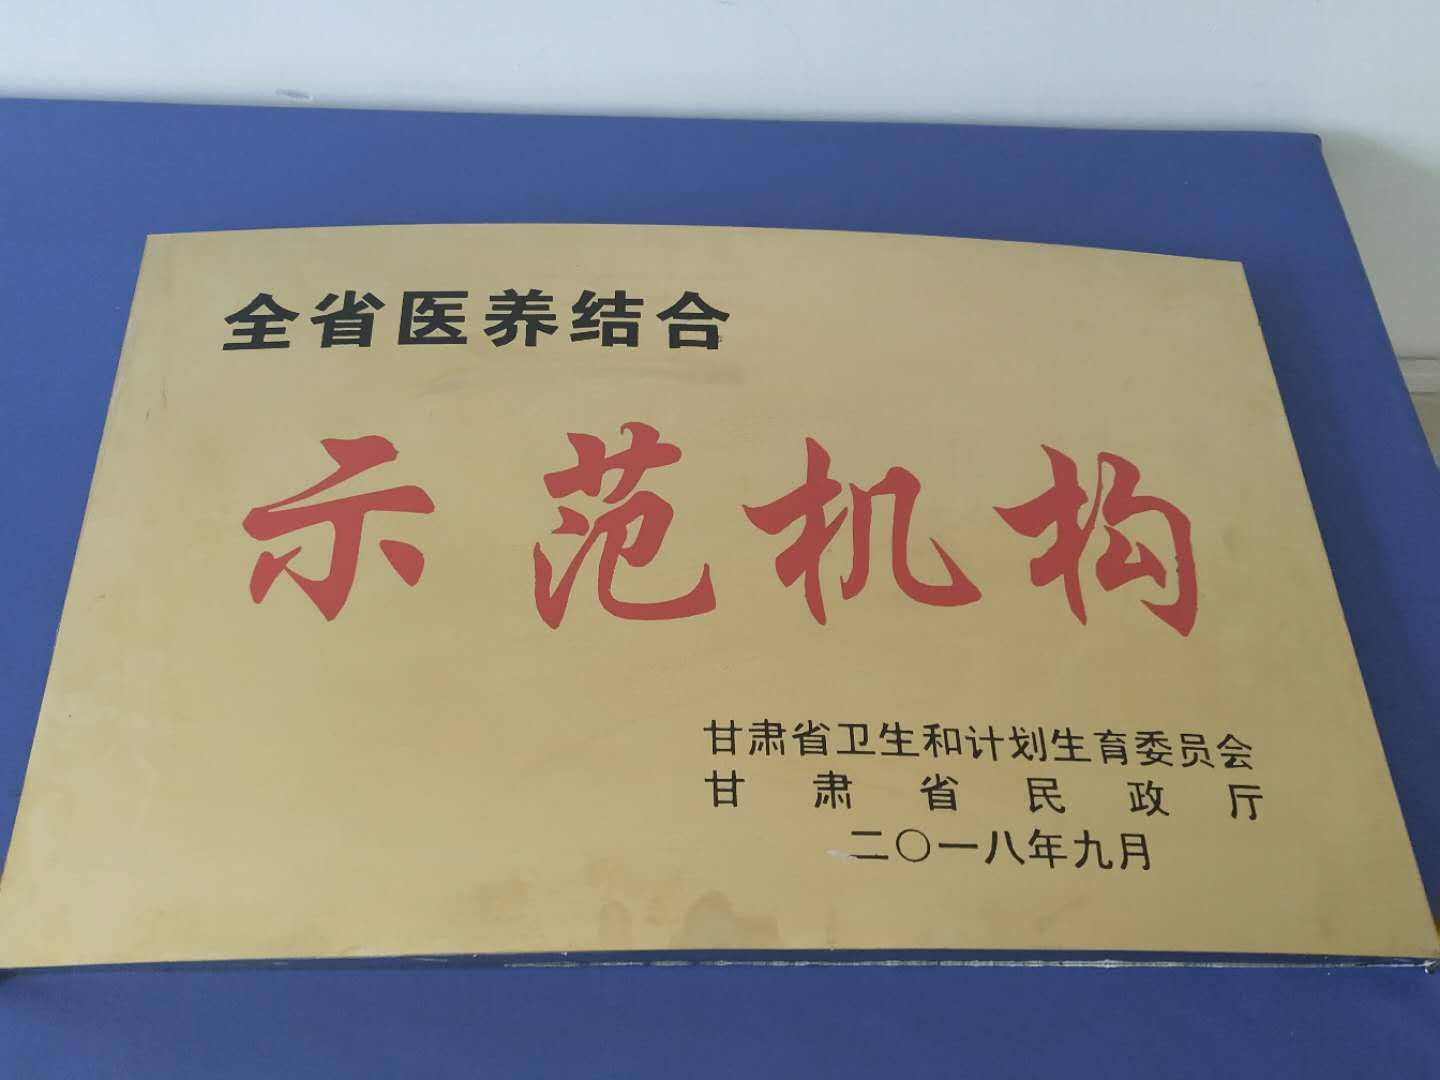 全省医养结合
示范机构
甘肃省卫生和计划生育委员会
甘肃省民政厅
二〇一八年九月